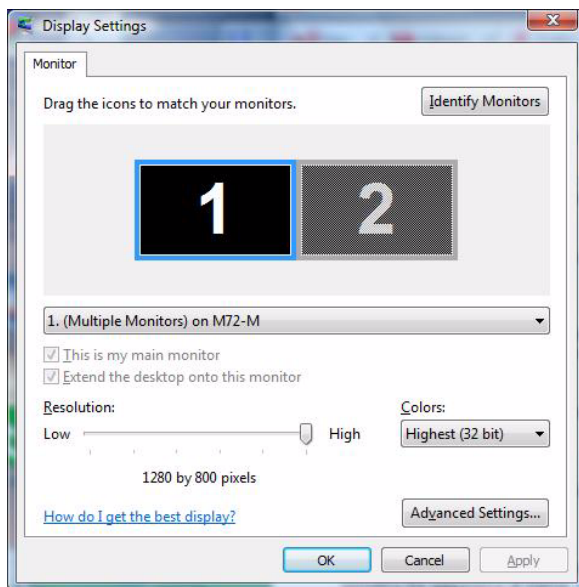 Display Settings
Monitor
Drag the icons to match your monitors.
Identify Monitors
1
2
1. (Multiple Monitors) on M72-M
This is my main monitor
Extend the desktop onto this monitor
Resolution:
Colors:
Low
High
Highest (32 bit)
1280 by 800 pixels
How do I get the best display?
Advanced Settings...
OK
Cancel
Apply